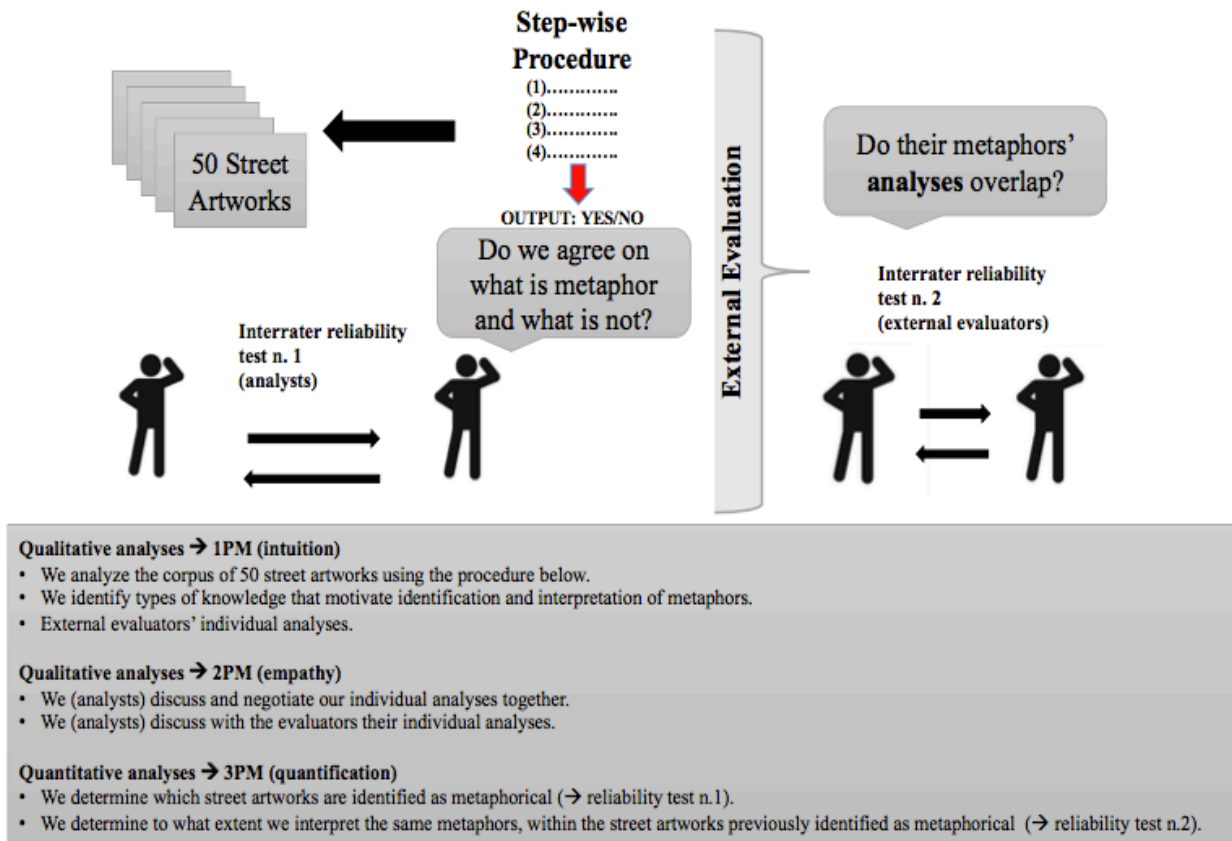 Step-wise
Procedure
(1).............
(2).............
(3).............
(4).............
50 Street
Artworks
OUTPUT: YES/NO
Do we agree on
what is metaphor
and what is not?
Interrater reliability
test n. 1
(analysts)
External Evaluation
Do their metaphors’
analyses overlap?
Interrater reliability
test n. 2
(external evaluators)
Qualitative analyses → 1PM (intuition)
• We analyze the corpus of 50 street artworks using the procedure below.
• We identify types of knowledge that motivate identification and interpretation of metaphors.
• External evaluators’ individual analyses.
Qualitative analyses → 2PM (empathy)
• We (analysts) discuss and negotiate our individual analyses together.
• We (analysts) discuss with the evaluators their individual analyses.
Quantitative analyses → 3PM (quantification)
• We determine which street artworks are identified as metaphorical (→ reliability test n.1).
• We determine to what extent we interpret the same metaphors, within the street artworks previously identified as metaphorical (→ reliability test n.2).